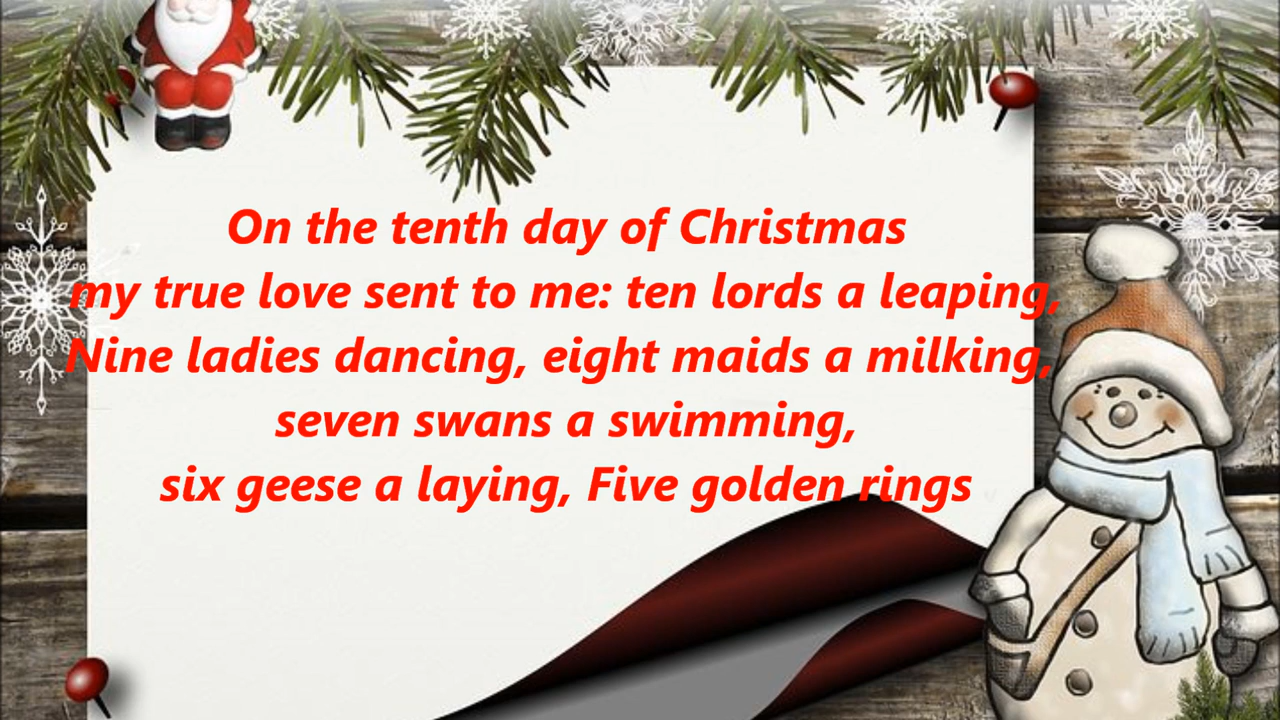 On the tenth day of Christmas
my true love sent to me: ten lords a leaping,
Nine ladies dancing, eight maids a milking,
seven swans a swimming,
six geese a laying, Five golden rings